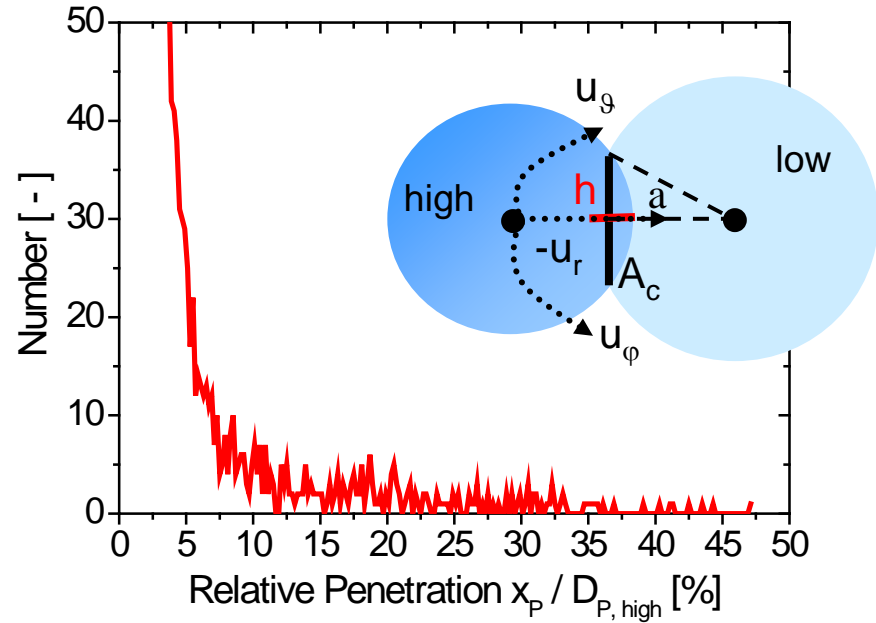 50
40
30
20
10
0
Number [ - ]
0 5 10 15 20 25 30 35 40 45 50
Relative Penetration x_P / D_P, high [%]
u_ϑ
low
high
h
a
-u_r
A_c
u_φ